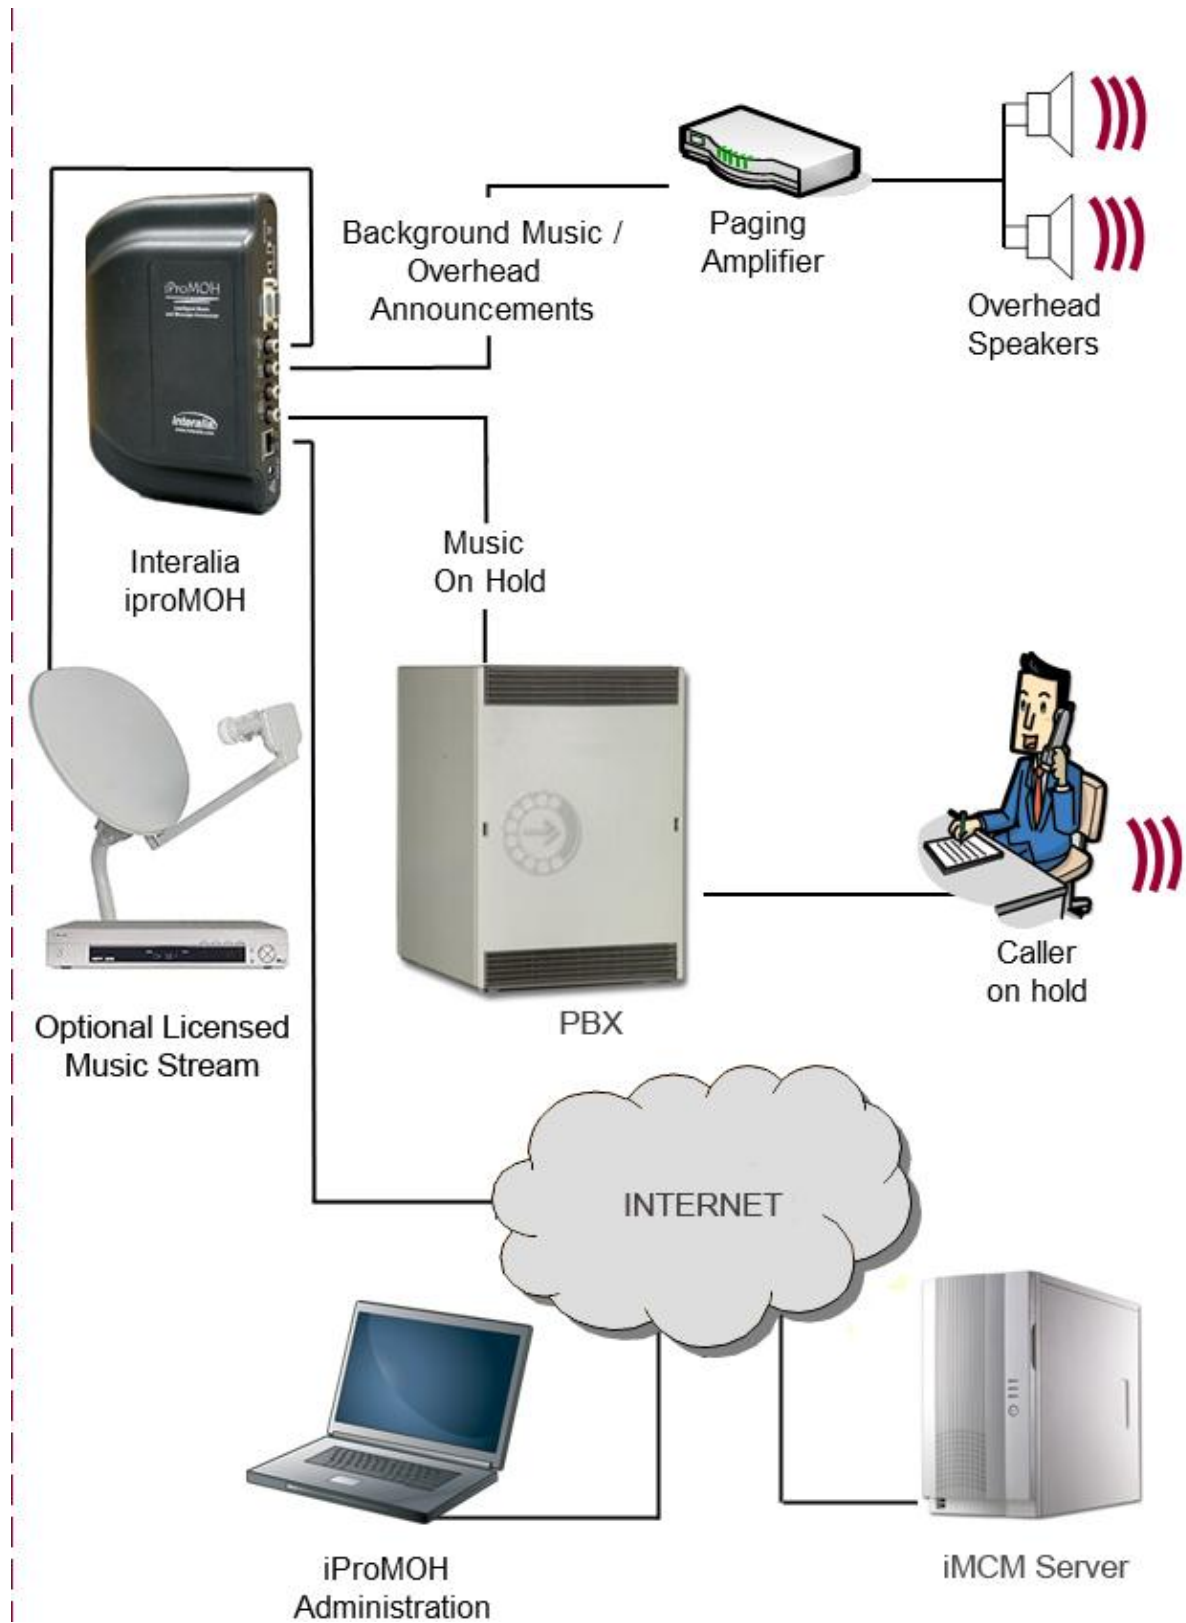 Background Music /
Overhead
Announcements
Paging
Amplifier
Overhead
Speakers
iProMOH
Interalia
Interalia
iproMOH
Music
On Hold
Optional Licensed
Music Stream
PBX
Caller
on hold
INTERNET
iProMOH
Administration
iMCM Server